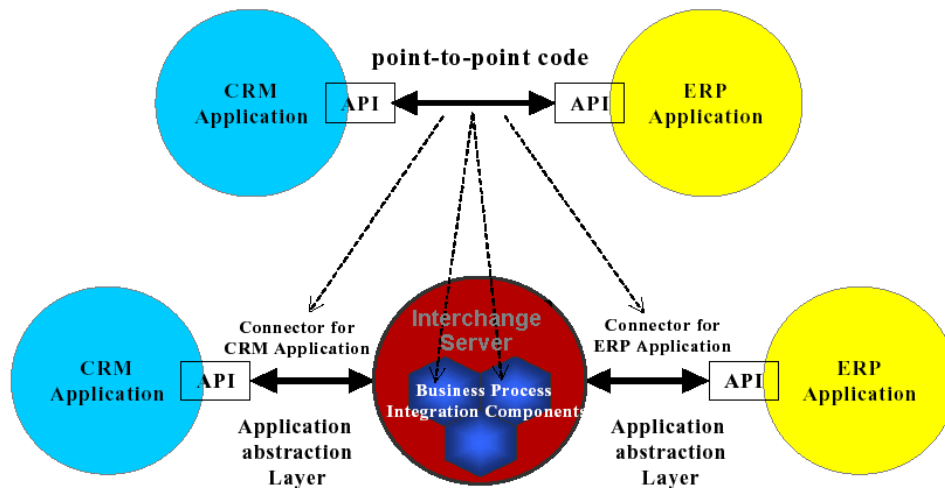 point-to-point code
CRM
Application
API
API
ERP
Application
Connector for
CRM Application
Interchange
Server
Connector for
ERP Application
CRM
Application
API
Business Process
Integration Components
API
ERP
Application
Application
abstraction
Layer
Application
abstraction
Layer